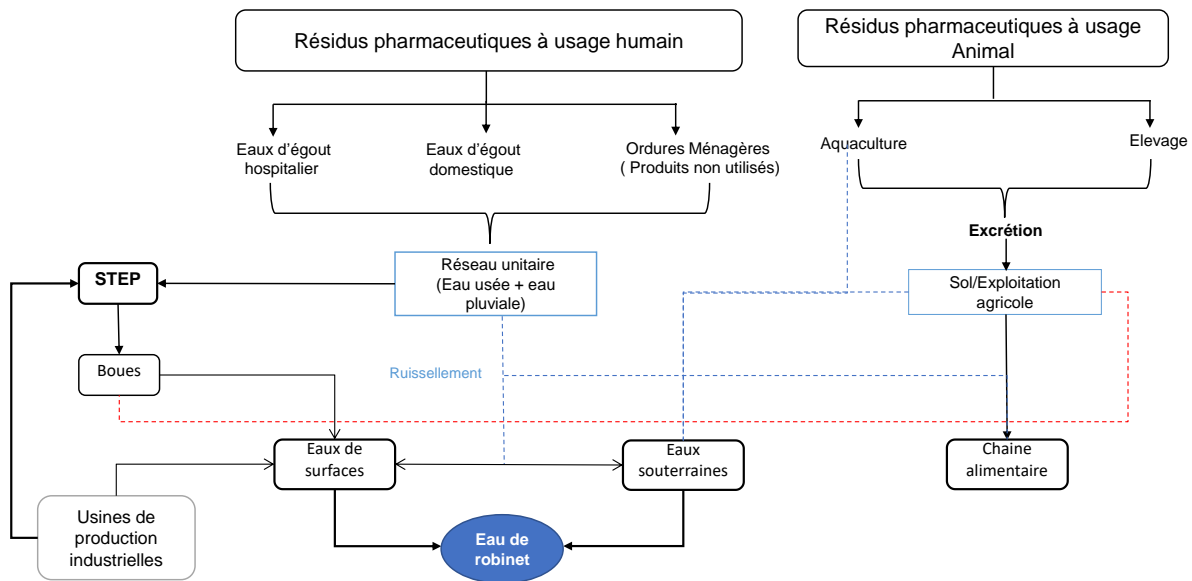 Résidus pharmaceutiques à usage humain
Résidus pharmaceutiques à usage
Animal
Eaux d'égout
hospitalier
Eaux d'égout
domestique
Ordures Ménagères
( Produits non utilisés)
Aquaculture
Elevage
Excrétion
STEP
Réseau unitaire
(Eau usée + eau
pluviale)
Sol/Exploitation
agricole
Boues
Ruissellement
Eaux de
surfaces
Eaux
souterraines
Chaine
alimentaire
Usines de
production
industrielles
Eau de
robinet